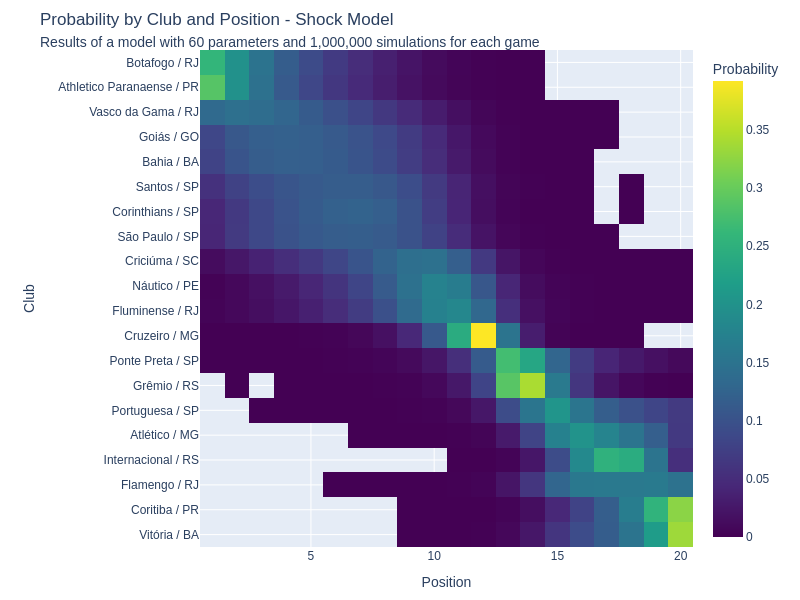 Probability by Club and Position - Shock Model
Results of a model with 60 parameters and 1,000,000 simulations for each game
Probability
Club
Botafogo / RJ
Athletico Paranaense / PR
Vasco da Gama / RJ
Goiás / GO
Bahia / BA
Santos / SP
Corinthians / SP
São Paulo / SP
Criciúma / SC
Náutico / PE
Fluminense / RJ
Cruzeiro / MG
Ponte Preta / SP
Grêmio / RS
Portuguesa / SP
Atlético / MG
Internacional / RS
Flamengo / RJ
Coritiba / PR
Vitória / BA
0.35
0.3
0.25
0.2
0.15
0.1
0.05
0
5 10 15 20
Position